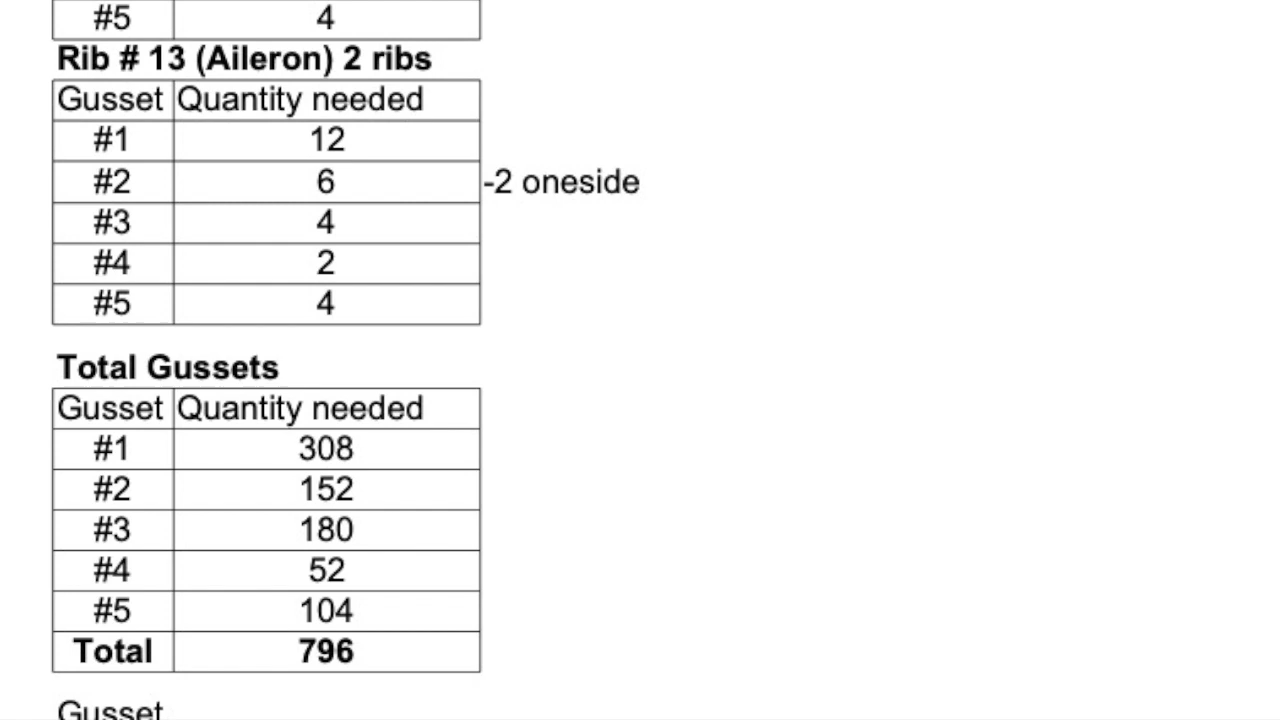 #5 4
Rib # 13 (Aileron) 2 ribs
Gusset Quantity needed
#1 12
#2 6 -2 oneside
#3 4
#4 2
#5 4
Total Gussets
Gusset Quantity needed
#1 308
#2 152
#3 180
#4 52
#5 104
Total 796
Gusset